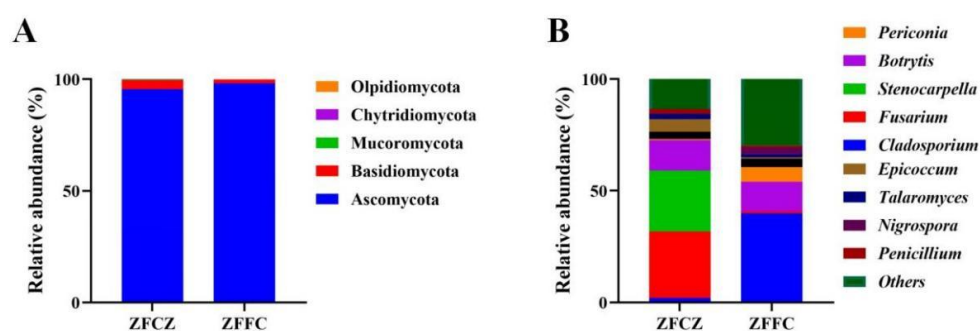 A
Relative abundance (%)
100
50
0
ZFCZ
ZFFC
Olpidiomycota
Chytridiomycota
Mucoromycota
Basidiomycota
Ascomycota
B
Relative abundance (%)
100
50
0
ZFCZ
ZFFC
Periconia
Botrytis
Stenocarpella
Fusarium
Cladosporium
Epicoccum
Talaromyces
Nigrospora
Penicillium
Others